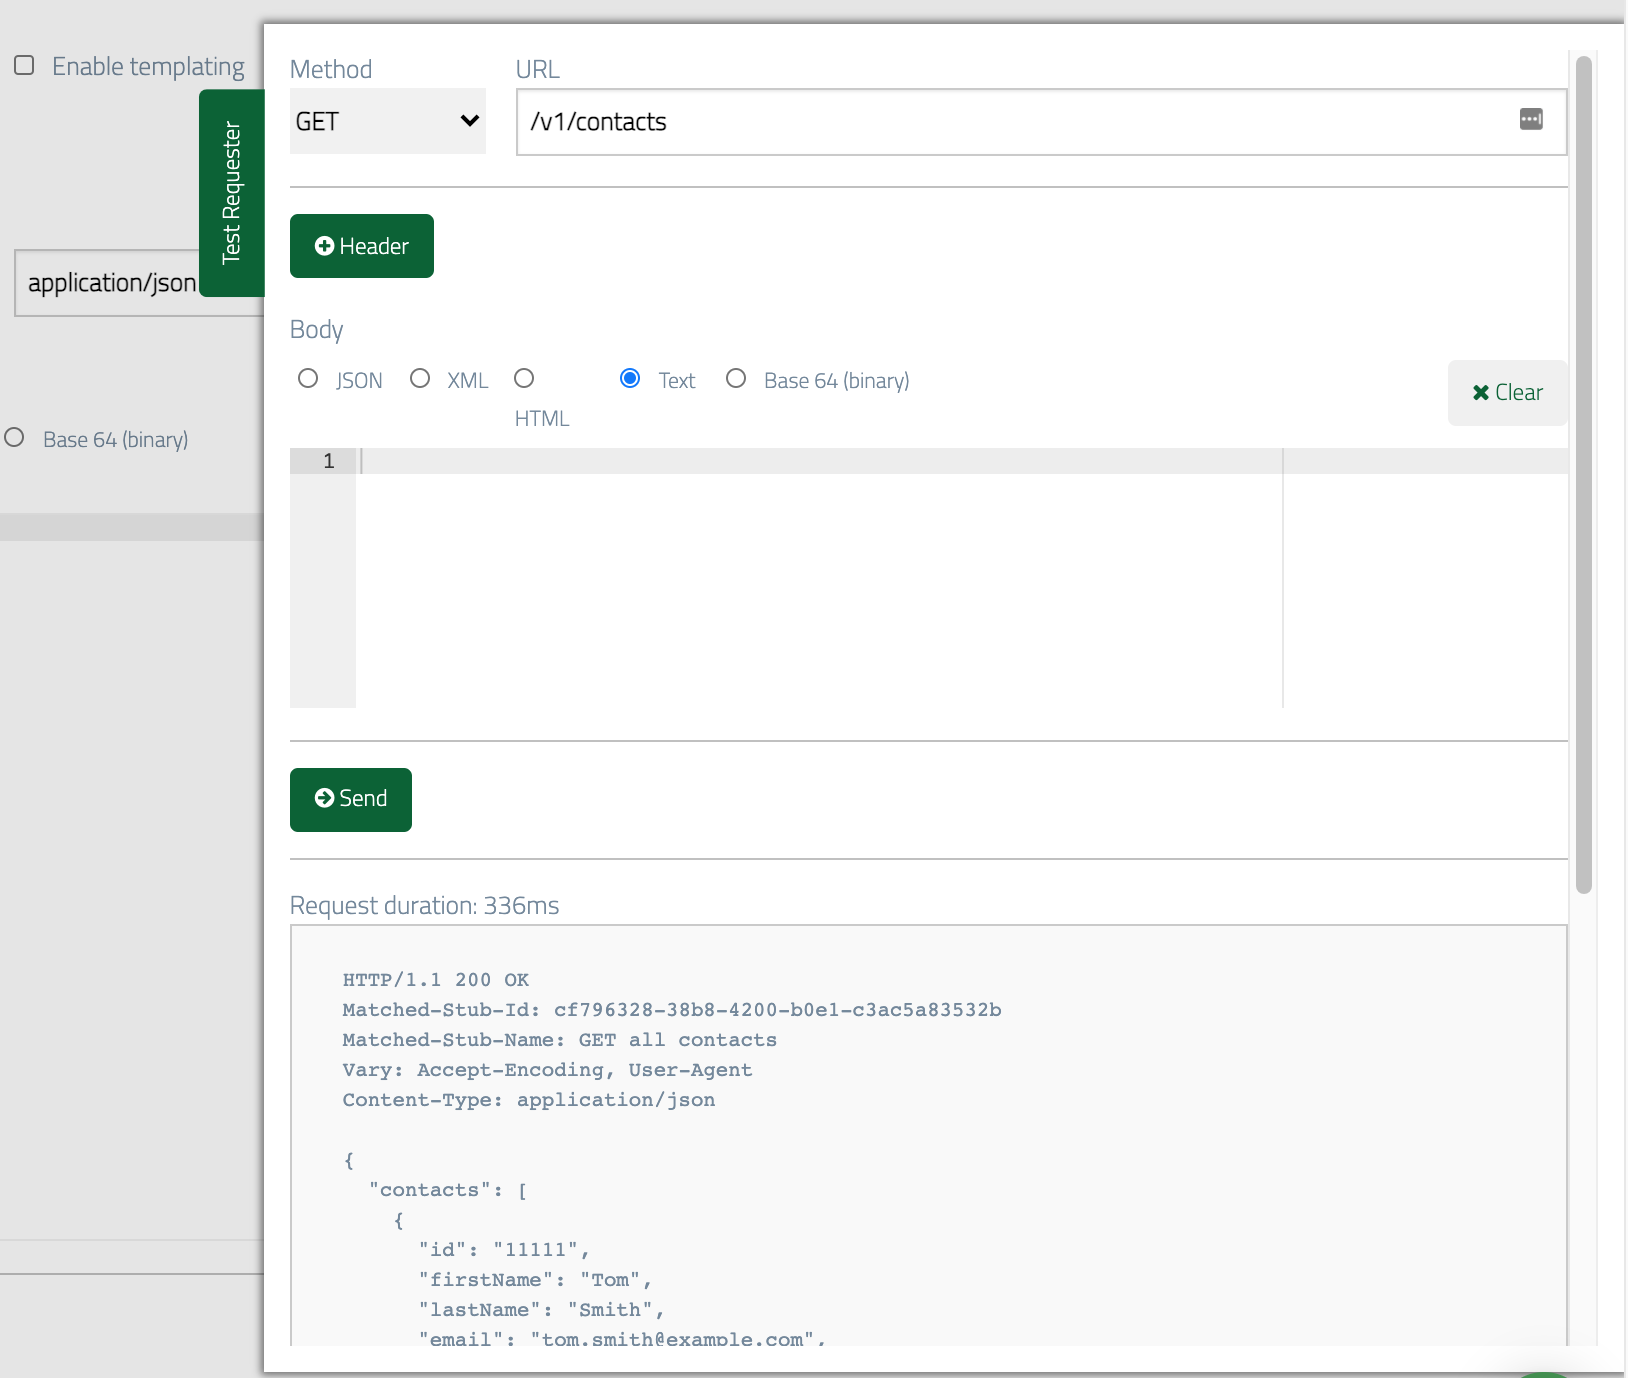 Enable templating
Test Requester
application/json
Base 64 (binary)
Method
URL
GET
/v1/contacts
Header
Body
JSON
XML
HTML
Text
Base 64 (binary)
Clear
1
Send
Request duration: 336ms
HTTP/1.1 200 OK
Matched-Stub-Id: cf796328-38b8-4200-b0e1-c3ac5a83532b
Matched-Stub-Name: GET all contacts
Vary: Accept-Encoding, User-Agent
Content-Type: application/json
{
"contacts": [
{
"id": "11111",
"firstName": "Tom",
"lastName": "Smith",
"email": "tom.smith@example.com",